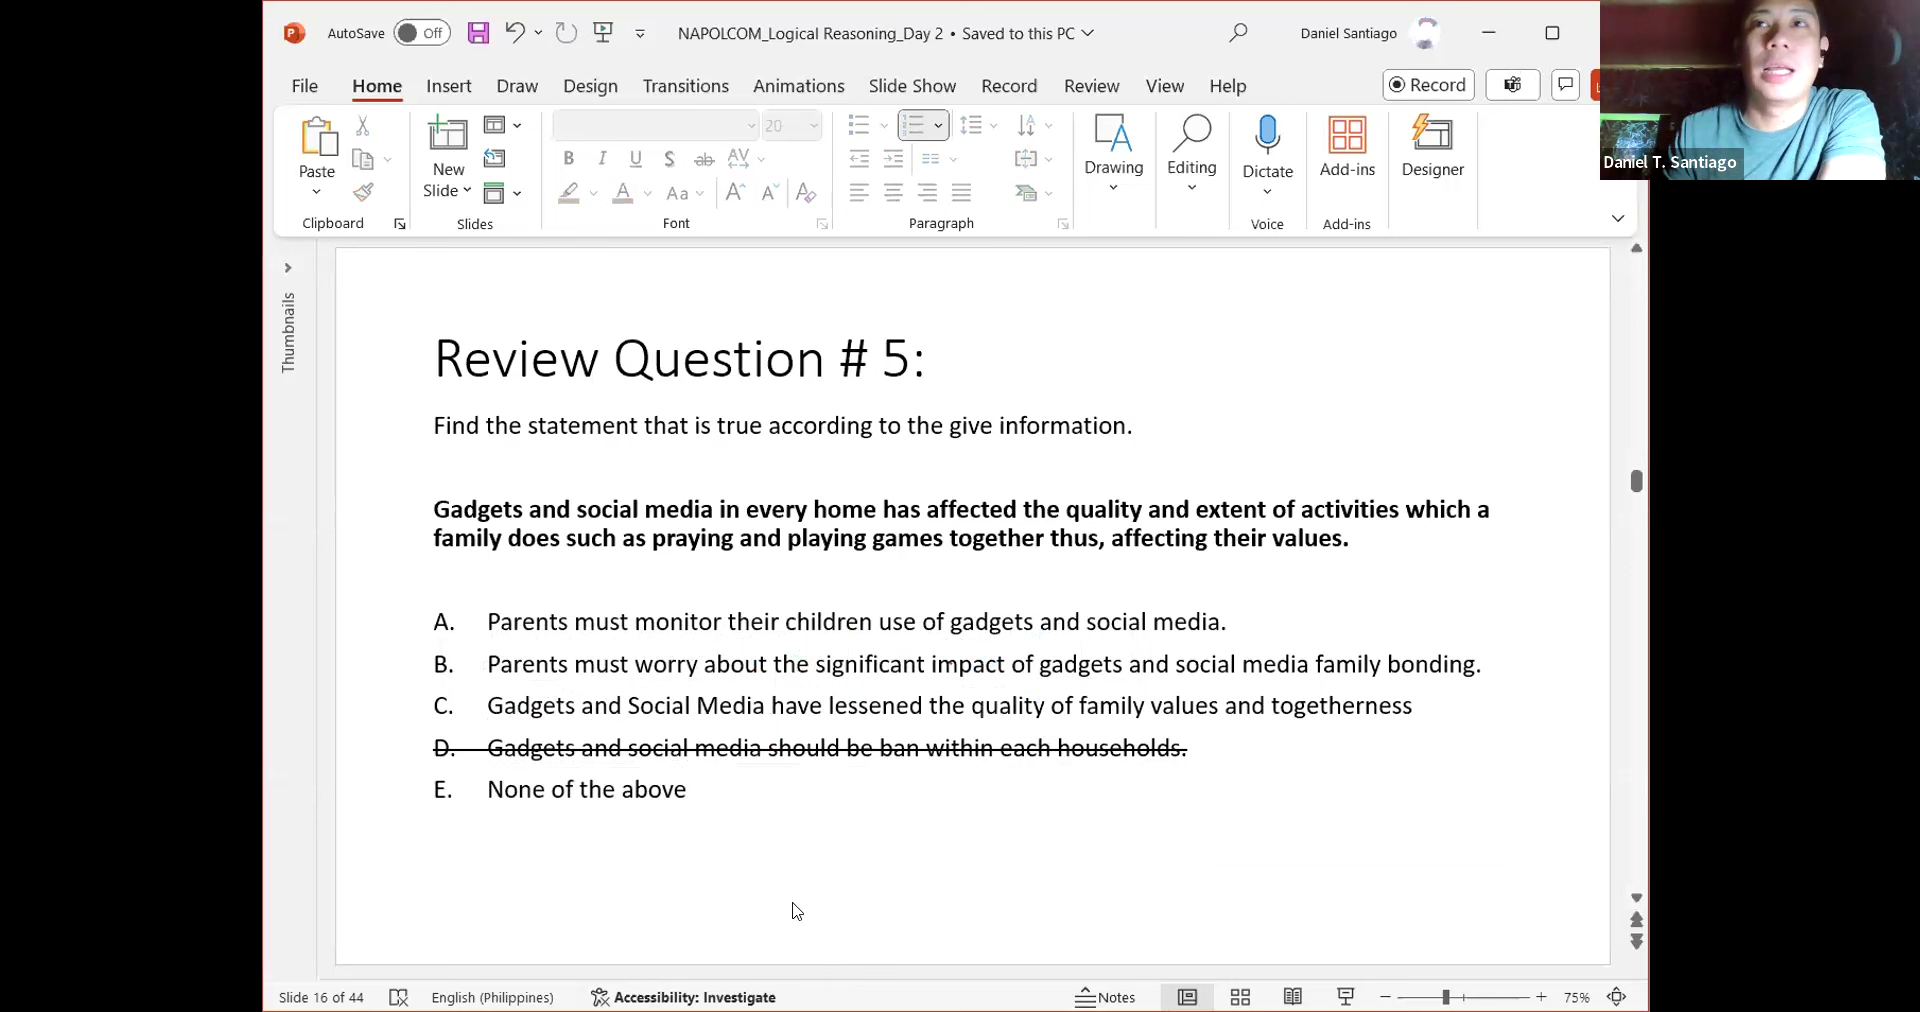 AutoSave Off NAPOLCOM_Logical Reasoning_Day 2 • Saved to this PC Daniel Santiago
File Home Insert Draw Design Transitions Animations Slide Show Record Review View Help Record
Paste
Clipboard
New
Slide
Slides
20
B I U S ab AV
A Aa A A A
Font
Paragraph
Drawing
Editing
Dictate
Voice
Add-ins
Add-ins
Designer
Daniel T. Santiago
Thumbnails
Review Question # 5:
Find the statement that is true according to the give information.
Gadgets and social media in every home has affected the quality and extent of activities which a
family does such as praying and playing games together thus, affecting their values.
A. Parents must monitor their children use of gadgets and social media.
B. Parents must worry about the significant impact of gadgets and social media family bonding.
C. Gadgets and Social Media have lessened the quality of family values and togetherness
D. Gadgets and social media should be ban within each households.
E. None of the above
Slide 16 of 44 English (Philippines) Accessibility: Investigate Notes 75%